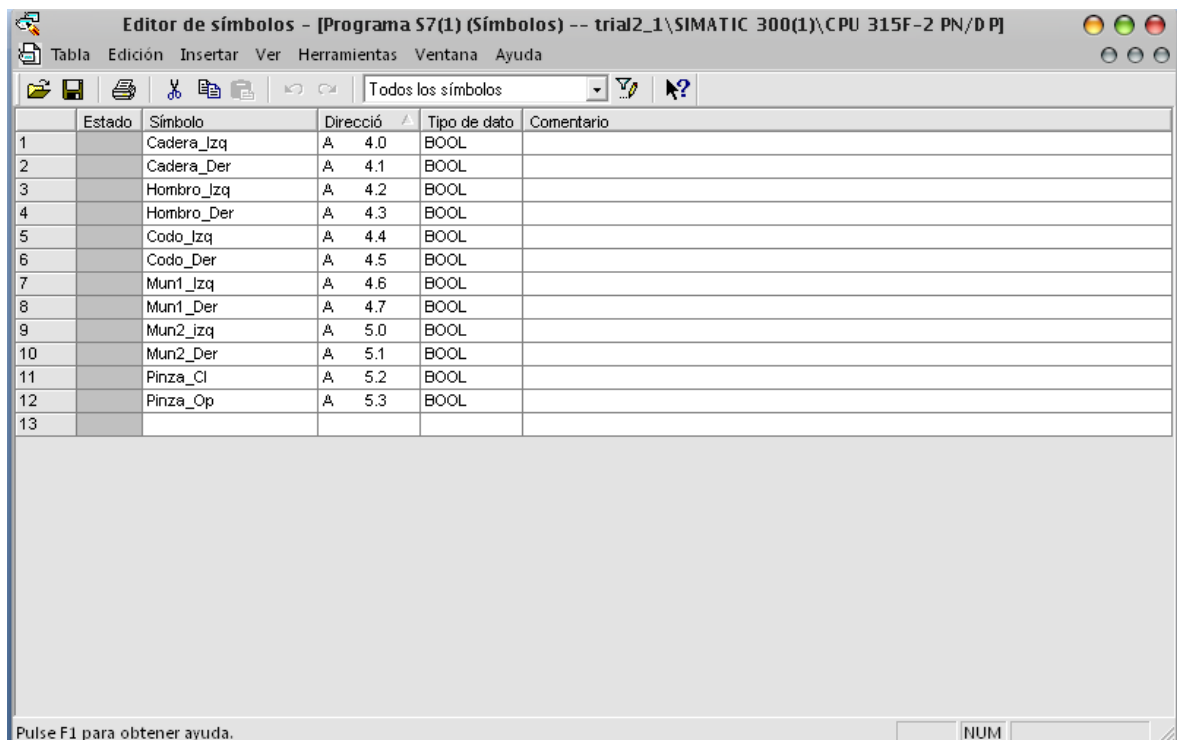 Editor de símbolos - [Programa S7(1) (Símbolos) -- trial2_1\SIMATIC 300(1)\CPU 315F-2 PN/DP]
Tabla Edición Insertar Ver Herramientas Ventana Ayuda
Todos los símbolos
Estado Símbolo Direcció Tipo de dato Comentario
1 Cadera_Izq A 4.0 BOOL
2 Cadera_Der A 4.1 BOOL
3 Hombro_Izq A 4.2 BOOL
4 Hombro_Der A 4.3 BOOL
5 Codo_Izq A 4.4 BOOL
6 Codo_Der A 4.5 BOOL
7 Mun1_Izq A 4.6 BOOL
8 Mun1_Der A 4.7 BOOL
9 Mun2_izq A 5.0 BOOL
10 Mun2_Der A 5.1 BOOL
11 Pinza_Cl A 5.2 BOOL
12 Pinza_Op A 5.3 BOOL
13
Pulse F1 para obtener ayuda. NUM